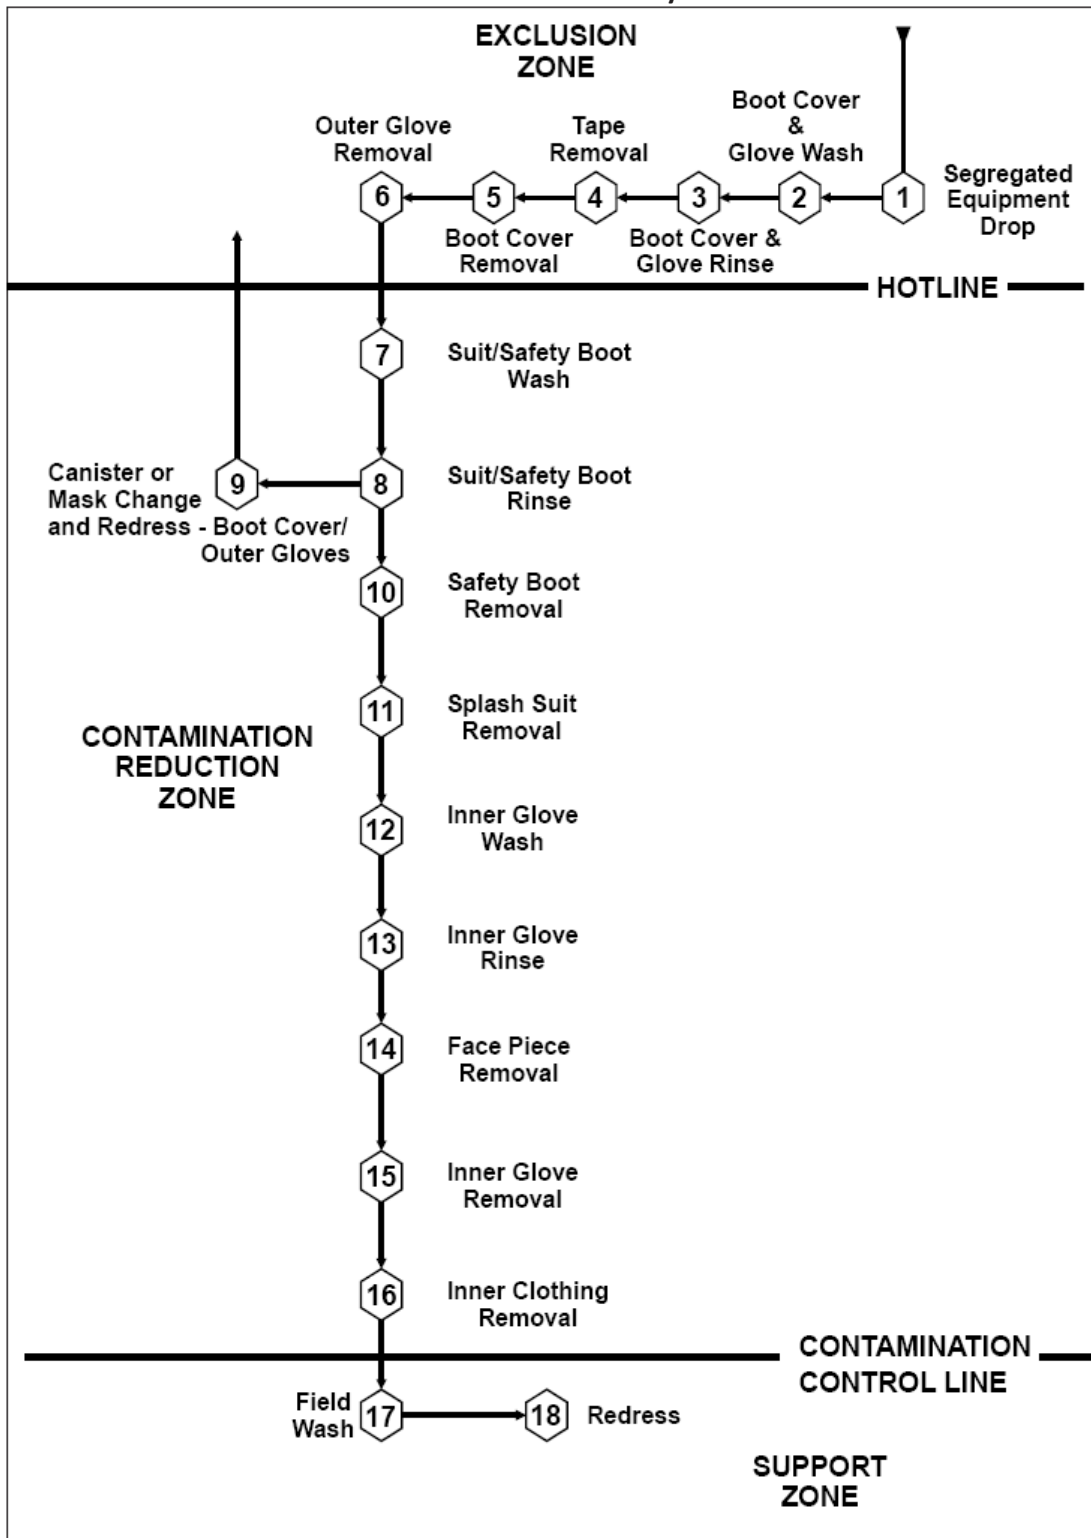 EXCLUSION
ZONE
Segregated
Equipment
Drop
1
Boot Cover
&
Glove Wash
2
3
Boot Cover &
Glove Rinse
Tape
Removal
4
5
Boot Cover
Removal
Outer Glove
Removal
6
HOTLINE
7
Suit/Safety Boot
Wash
8
Suit/Safety Boot
Rinse
9
Canister or
Mask Change
and Redress - Boot Cover/
Outer Gloves
10
Safety Boot
Removal
11
Splash Suit
Removal
CONTAMINATION
REDUCTION
ZONE
12
Inner Glove
Wash
13
Inner Glove
Rinse
14
Face Piece
Removal
15
Inner Glove
Removal
16
Inner Clothing
Removal
CONTAMINATION
CONTROL LINE
Field
Wash
17
18
Redress
SUPPORT
ZONE